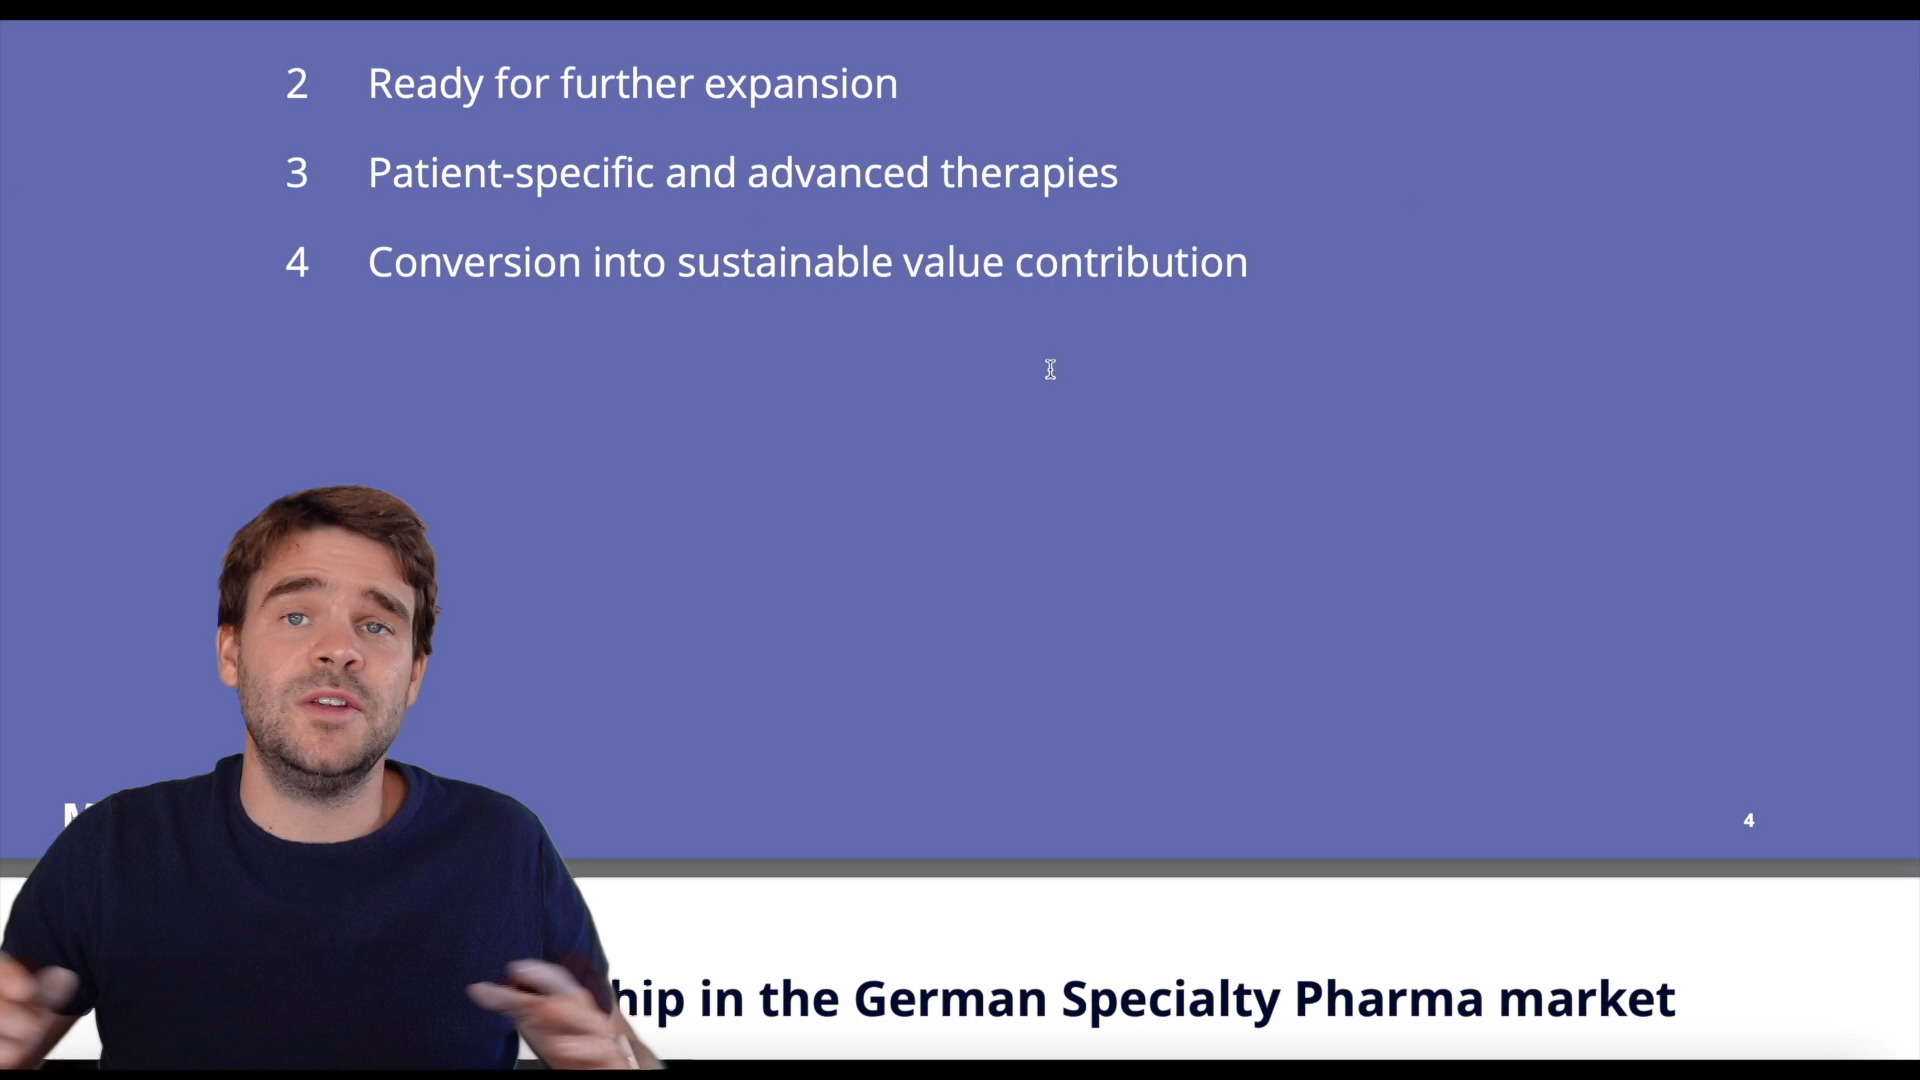 2 Ready for further expansion
3 Patient-specific and advanced therapies
4 Conversion into sustainable value contribution
4
in the German Specialty Pharma market